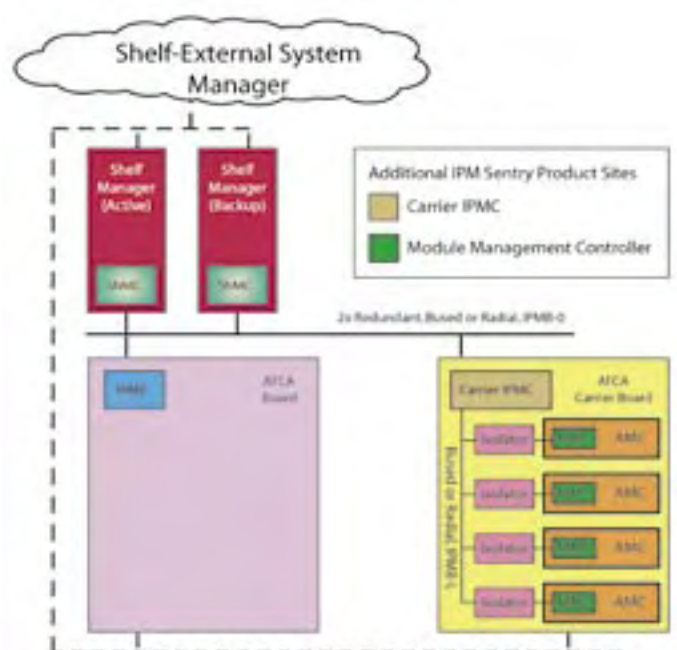 Shelf-External System
Manager
Shelf
Manager
(Active)
Shelf
Manager
(Backup)
ShMC
ShMC
Additional IPM Sentry Product Sites
Carrier IPMC
Module Management Controller
2x Redundant, Bused or Radial, IPMB-0
IPMC
ATCA
Board
Carrier IPMC
ATCA
Carrier Board
Bused or Radial, IPMB-L
Isolator
AMC
Isolator
AMC
Isolator
AMC
Isolator
AMC